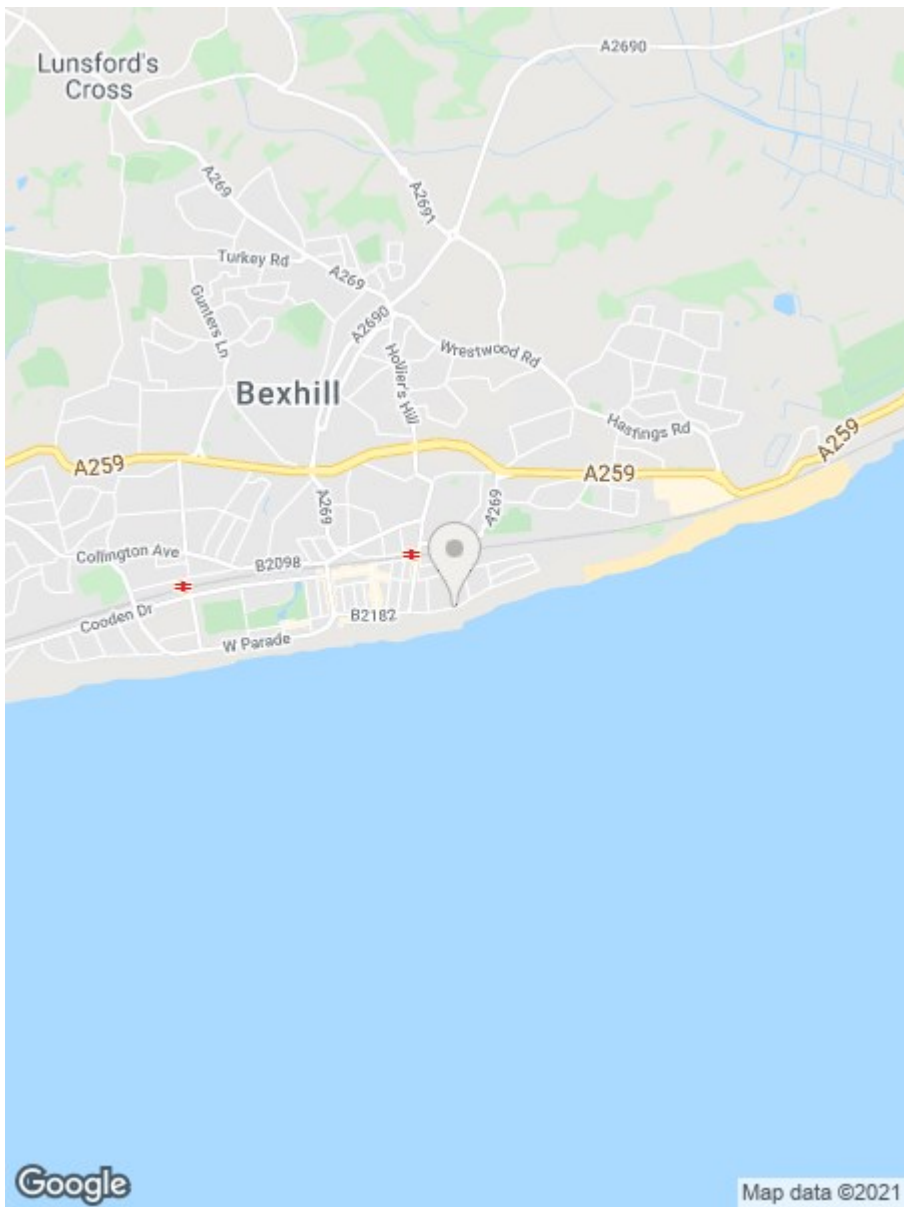 A2690
Lunsford's
Cross
A269
A2691
Turkey Rd
A269
Gunters Ln
A2690
Wrestwood Rd
Hollier's Hill
Bexhill
Hastings Rd
A259
A259
A259
A269
A269
Collington Ave
B2098
Cooden Dr
B2182
W Parade
Google
Map data ©2021